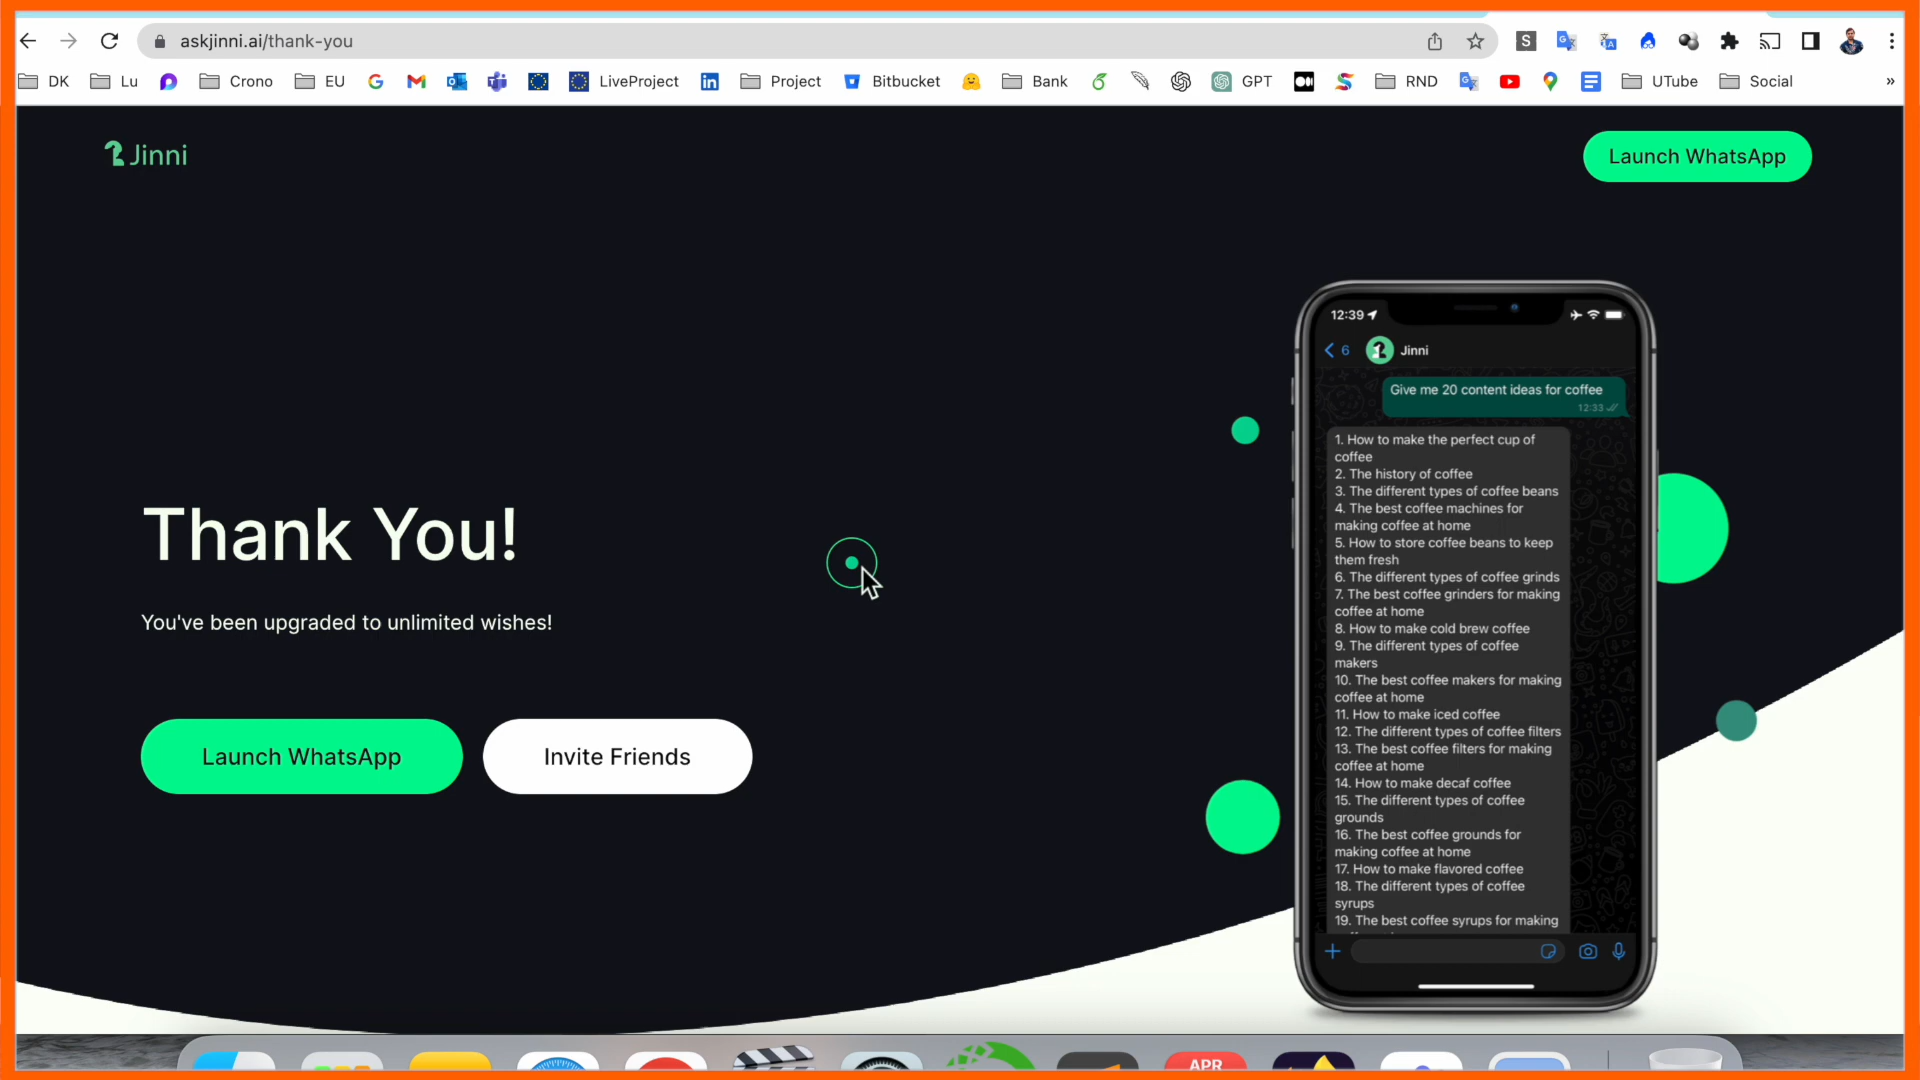 askjinni.ai/thank-you
DK Lu Crono EU LiveProject Project Bitbucket Bank GPT RND UTube Social »
Jinni
Launch WhatsApp
Thank You!
You've been upgraded to unlimited wishes!
Launch WhatsApp
Invite Friends
12:39
6 Jinni
Give me 20 content ideas for coffee
12:33
1. How to make the perfect cup of
coffee
2. The history of coffee
3. The different types of coffee beans
4. The best coffee machines for
making coffee at home
5. How to store coffee beans to keep
them fresh
6. The different types of coffee grinds
7. The best coffee grinders for making
coffee at home
8. How to make cold brew coffee
9. The different types of coffee
makers
10. The best coffee makers for making
coffee at home
11. How to make iced coffee
12. The different types of coffee filters
13. The best coffee filters for making
coffee at home
14. How to make decaf coffee
15. The different types of coffee
grounds
16. The best coffee grounds for
making coffee at home
17. How to make flavored coffee
18. The different types of coffee
syrups
19. The best coffee syrups for making
APR